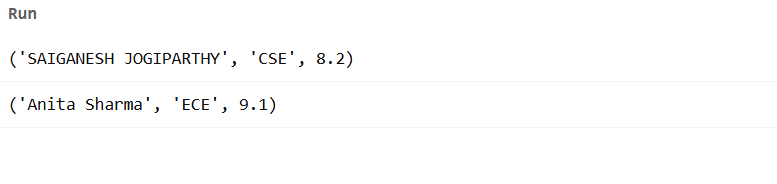 Run
('SAIGANESH JOGIPARTHY', 'CSE', 8.2)
('Anita Sharma', 'ECE', 9.1)